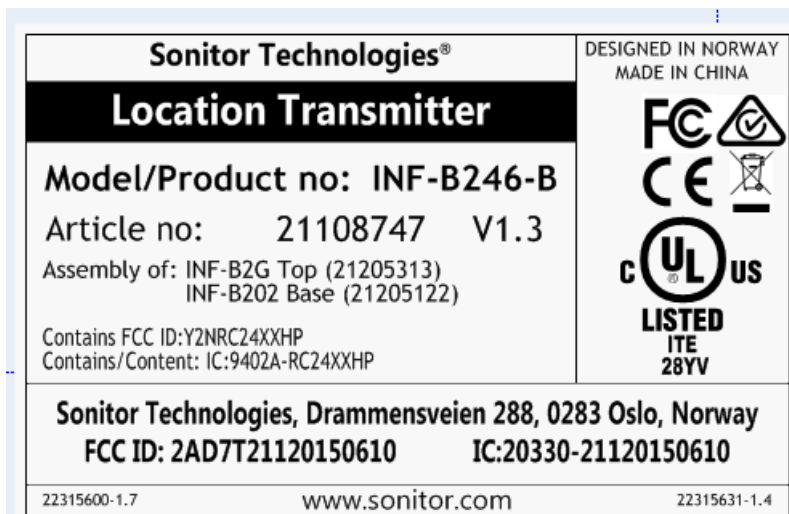 Sonitor Technologies®
Location Transmitter
Model/Product no: INF-B246-B
Article no: 21108747 V1.3
Assembly of: INF-B2G Top (21205313)
INF-B202 Base (21205122)
Contains FCC ID:Y2NRC24XXHP
Contains/Content: IC:9402A-RC24XXHP
DESIGNED IN NORWAY
MADE IN CHINA
FC
CE
C UL® US
LISTED
ITE
28YV
Sonitor Technologies, Drammensveien 288, 0283 Oslo, Norway
FCC ID: 2AD7T21120150610 IC:20330-21120150610
22315600-1.7 www.sonitor.com 22315631-1.4